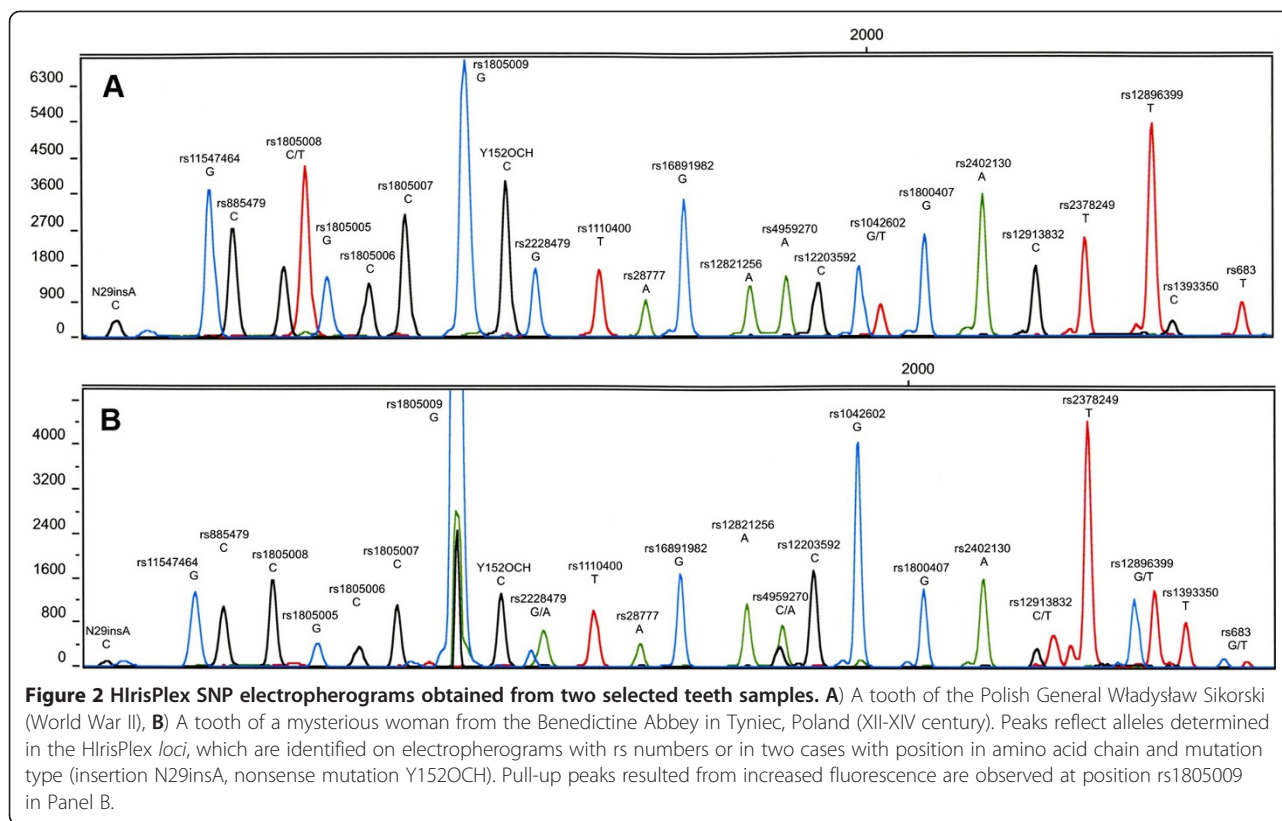 2000
A
6300
5400
4500
3600
2700
1800
900
0
N29insA
C
rs11547464
G
rs885479
C
rs1805008
C/T
rs1805005
G
rs1805006
C
rs1805007
C
rs1805009
G
Y152OCH
C
rs2228479
G
rs1110400
T
rs28777
A
rs16891982
G
rs12821256
A
rs4959270
A
rs12203592
C
rs1042602
G/T
rs1800407
G
rs2402130
A
rs12913832
C
rs2378249
T
rs12896399
T
rs1393350
C
rs683
T
2000
B
4000
3200
2400
1600
800
0
N29insA
C
rs11547464
G
rs885479
C
rs1805008
C
rs1805005
G
rs1805006
C
rs1805007
C
rs1805009
G
Y152OCH
C
rs2228479
G/A
rs1110400
T
rs28777
A
rs16891982
G
rs12821256
A
rs4959270
C/A
rs12203592
C
rs1042602
G
rs1800407
G
rs2402130
A
rs12913832
C/T
rs2378249
T
rs12896399
G/T
rs1393350
T
rs683
G/T
Figure 2 HIrisPlex SNP electropherograms obtained from two selected teeth samples. A) A tooth of the Polish General Władysław Sikorski
(World War II), B) A tooth of a mysterious woman from the Benedictine Abbey in Tyniec, Poland (XII-XIV century). Peaks reflect alleles determined
in the HIrisPlex loci, which are identified on electropherograms with rs numbers or in two cases with position in amino acid chain and mutation
type (insertion N29insA, nonsense mutation Y152OCH). Pull-up peaks resulted from increased fluorescence are observed at position rs1805009
in Panel B.